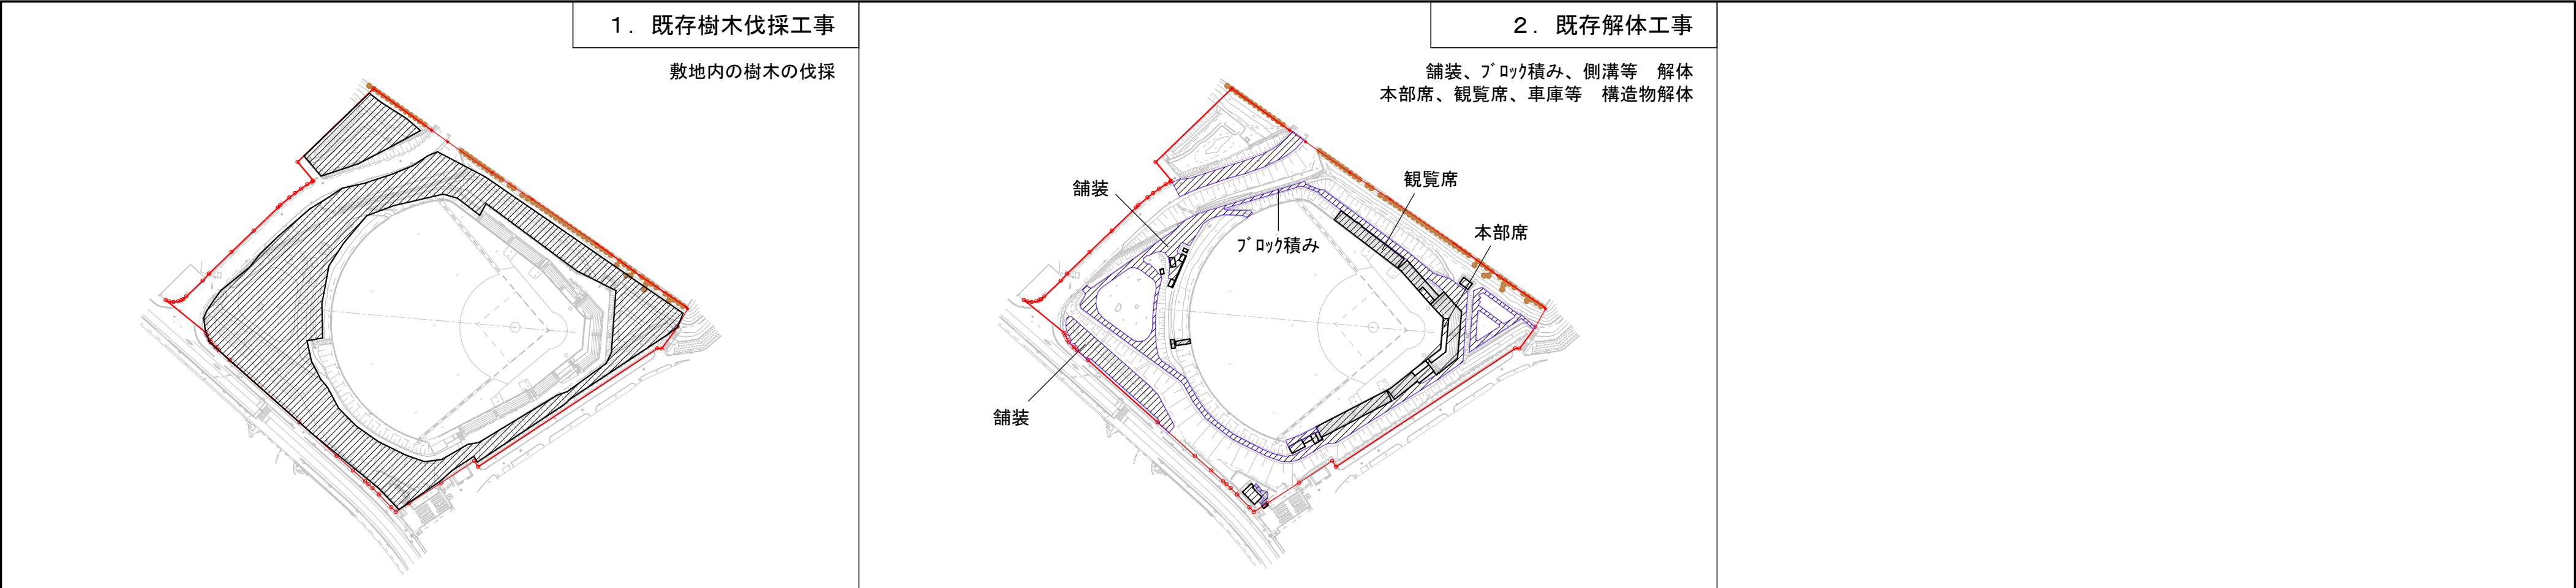 １．既存樹木伐採工事
敷地内の樹木の伐採
２．既存解体工事
舗装、ﾌﾞﾛｯｸ積み、側溝等　解体
本部席、観覧席、車庫等　構造物解体
観覧席
舗装
本部席
ﾌﾞﾛｯｸ積み
舗装